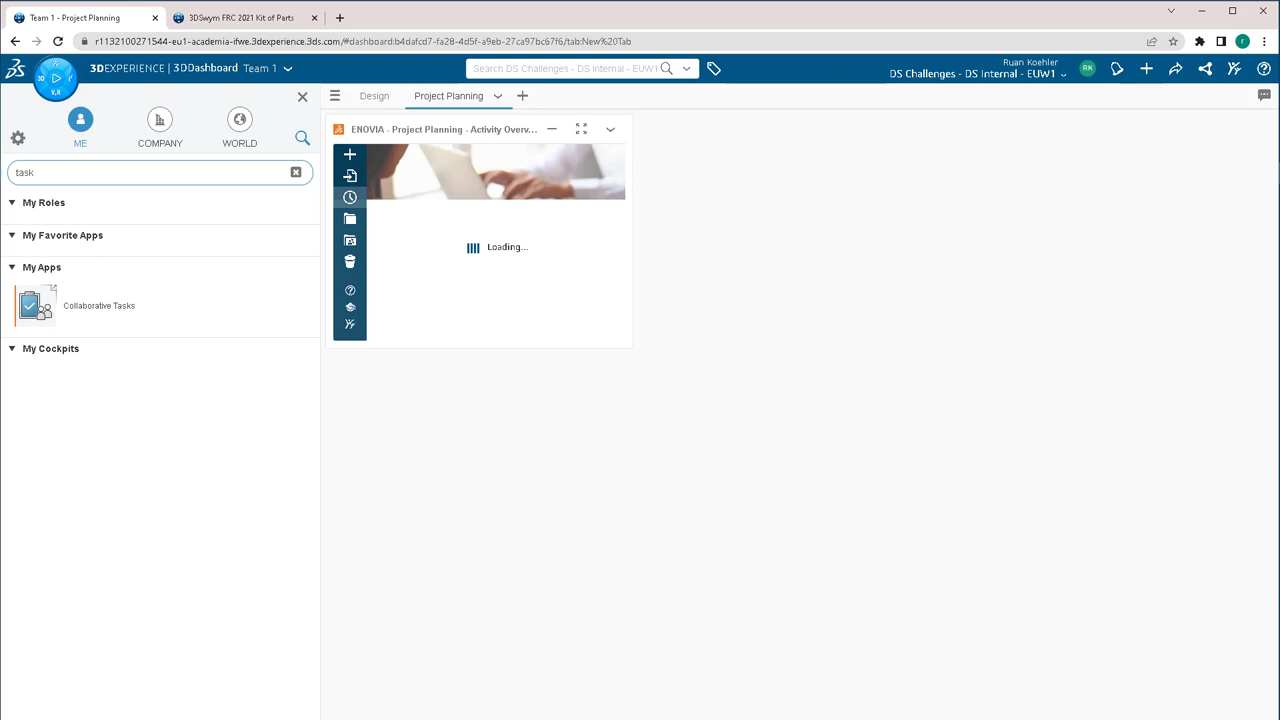 Team 1 - Project Planning
3DSwym FRC 2021 Kit of Parts
r1132100271544-eu1-academia-ifwe.3dexperience.3ds.com/#dashboard:b4dafcd7-fa28-4d5f-a9eb-27ca97bc67f6/tab:New%20Tab
3D
V.R
3DEXPERIENCE | 3DDashboard Team 1
Search DS Challenges - DS Internal - EUW1
Ruan Koehler
DS Challenges - DS Internal - EUW1
RK
ME
COMPANY
WORLD
task
My Roles
My Favorite Apps
My Apps
Collaborative Tasks
My Cockpits
Design
Project Planning
ENOVIA - Project Planning - Activity Overv...
Loading...